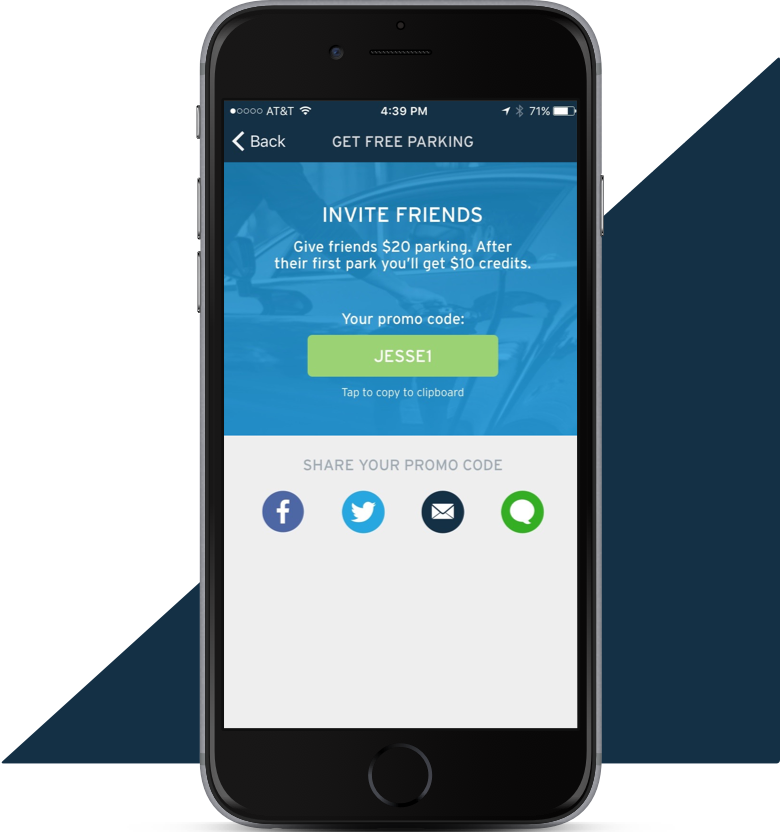 AT&T 4:39 PM 71%
Back GET FREE PARKING
INVITE FRIENDS
Give friends $20 parking. After
their first park you'll get $10 credits.
Your promo code:
JESSE1
Tap to copy to clipboard
SHARE YOUR PROMO CODE